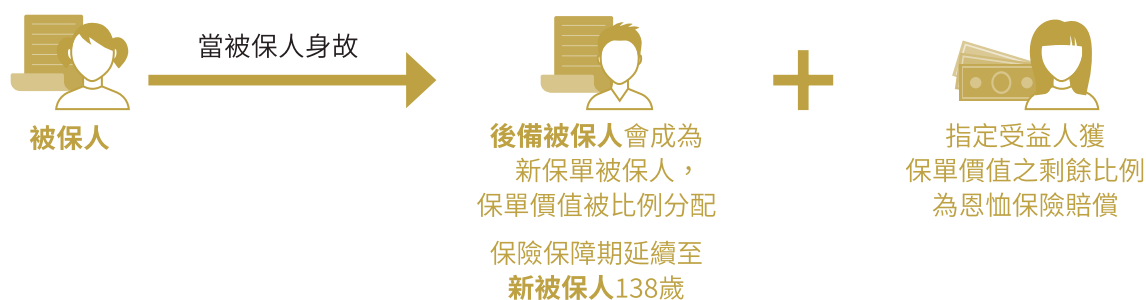 當被保人身故
被保人
後備被保人會成為
新保單被保人，
保單價值被比例分配
保險保障期延續至
新被保人138歲
指定受益人獲
保單價值之剩餘比例
為恩恤保險賠償